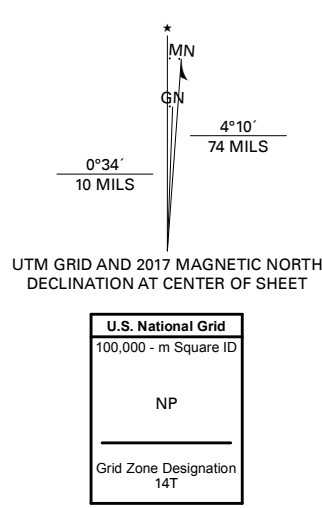 MN
GN
4°10´
74 MILS
0°34´
10 MILS
UTM GRID AND 2017 MAGNETIC NORTH
DECLINATION AT CENTER OF SHEET
U.S. National Grid
100,000 - m Square ID
NP
Grid Zone Designation
14T